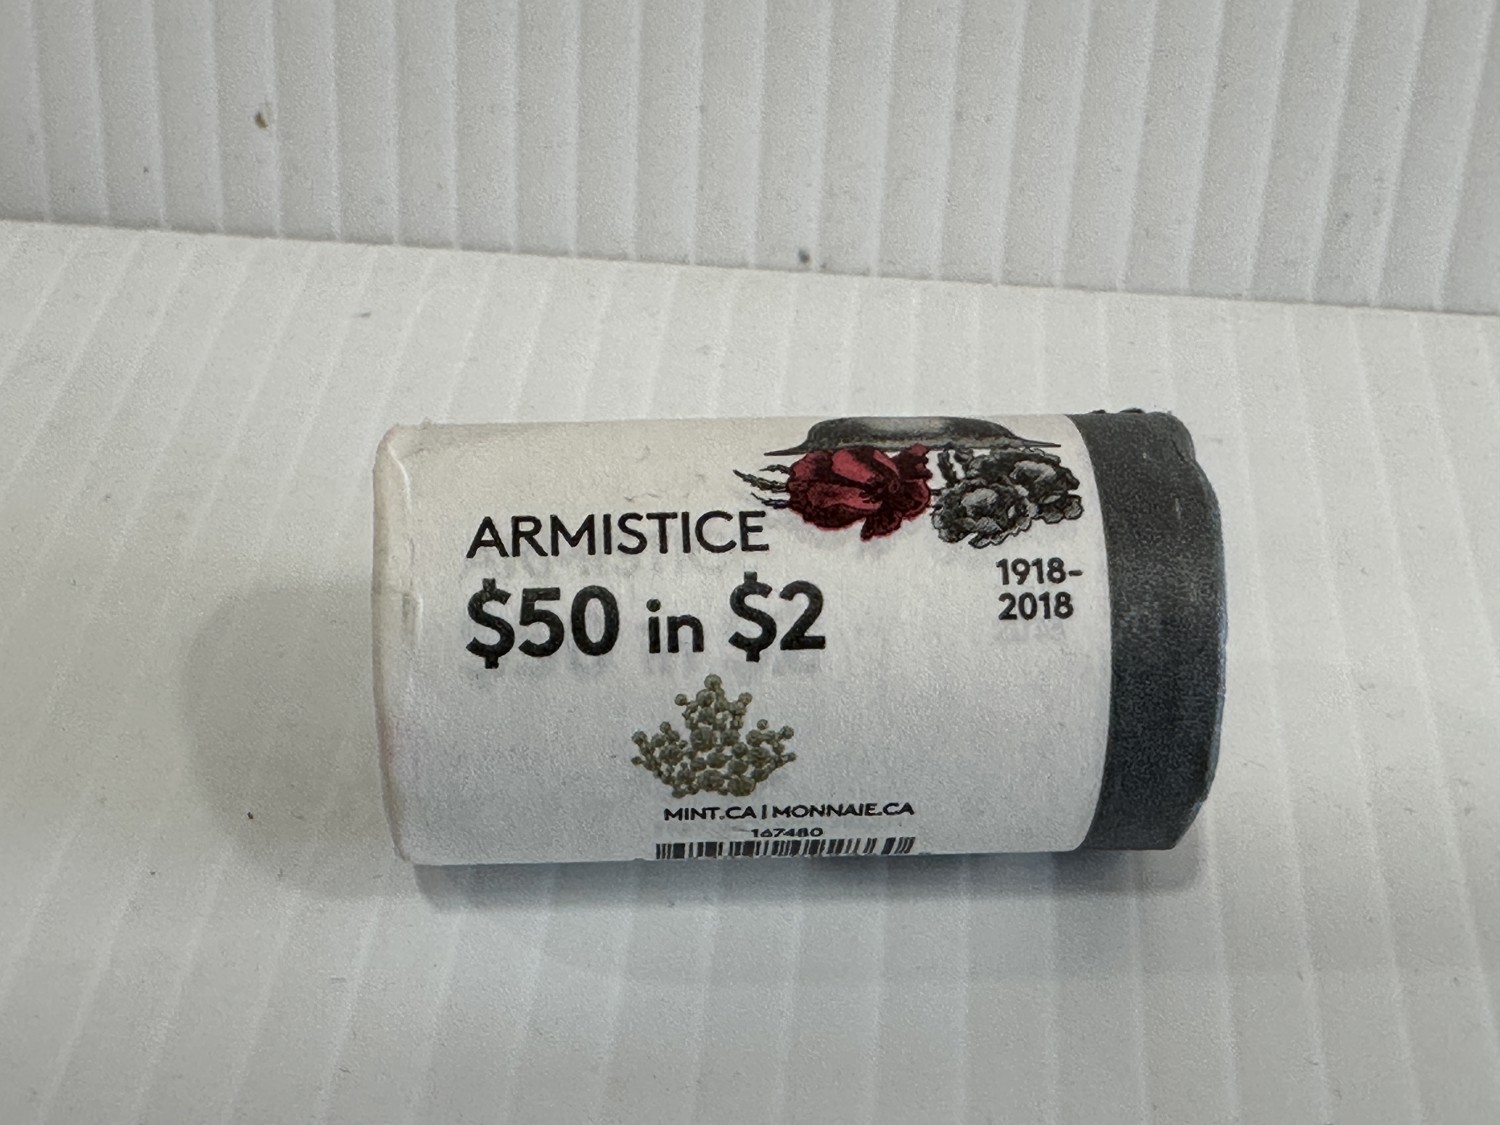 ARMISTICE
$50 in $2
1918-
2018
MINT.CA | MONNAIE.CA
167480